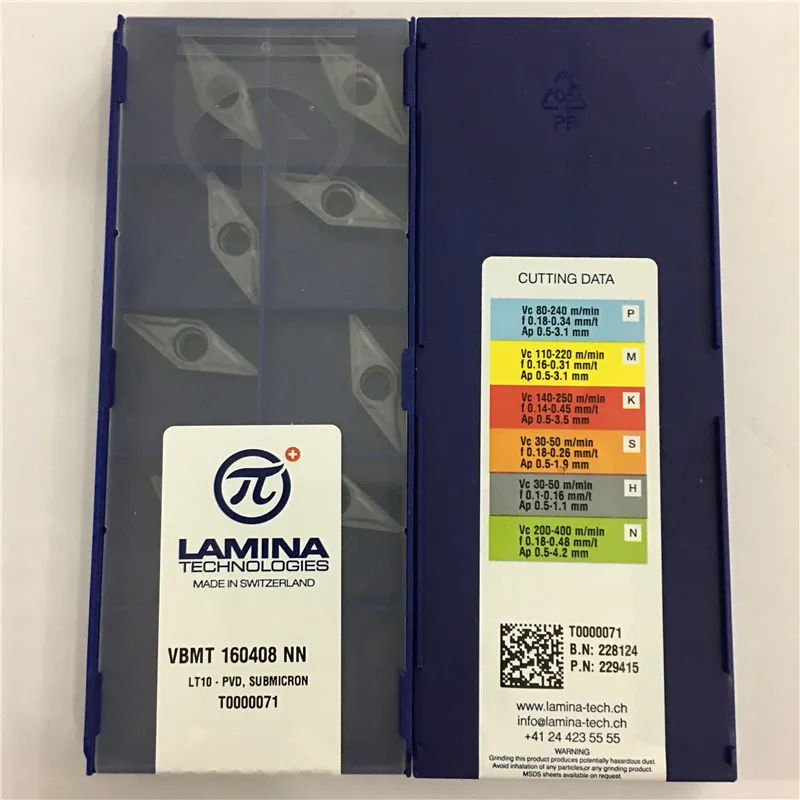 π
LAMINA
TECHNOLOGIES
MADE IN SWITZERLAND
VBMT 160408 NN
LT10 - PVD, SUBMICRON
T0000071
05
PP
CUTTING DATA
Vc 80-240 m/min P
f 0.18-0.34 mm/t
Ap 0.5-3.1 mm
Vc 110-220 m/min M
f 0.16-0.31 mm/t
Ap 0.5-3.1 mm
Vc 140-250 m/min K
f 0.14-0.45 mm/t
Ap 0.5-3.5 mm
Vc 30-50 m/min S
f 0.18-0.26 mm/t
Ap 0.5-1.9 mm
Vc 30-50 m/min H
f 0.1-0.16 mm/t
Ap 0.5-1.1 mm
Vc 200-400 m/min N
f 0.18-0.48 mm/t
Ap 0.5-4.2 mm
T0000071
B.N: 228124
P.N: 229415
www.lamina-tech.ch
info@lamina-tech.ch
+41 24 423 55 55
WARNING
Grinding this product produces potentially hazardous dust.
Avoid inhalation of any particles,or any grinding product.
MSDS sheets available on request.